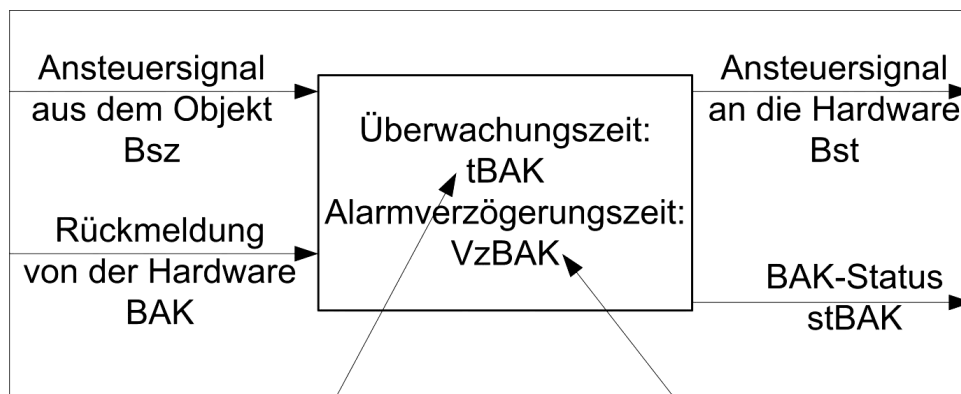 Ansteuersignal
aus dem Objekt
Bsz
Rückmeldung
von der Hardware
BAK
Überwachungszeit:
tBAK
Alarmverzögerungszeit:
VzBAK
Ansteuersignal
an die Hardware
Bst
BAK-Status
stBAK